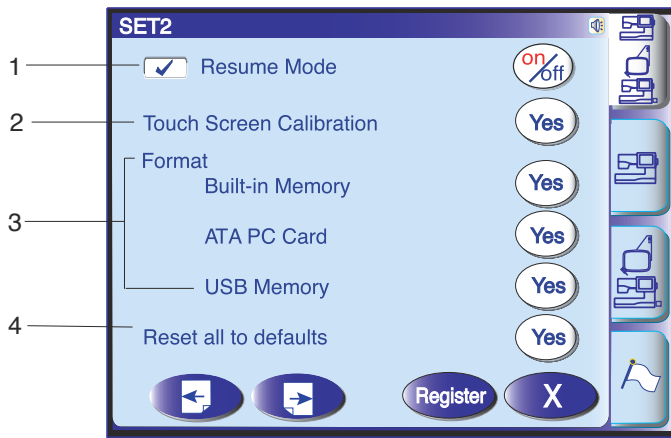 SET2
1 Resume Mode on/off
2 Touch Screen Calibration Yes
Format
Built-in Memory Yes
3 ATA PC Card Yes
USB Memory Yes
4 Reset all to defaults Yes
Register X